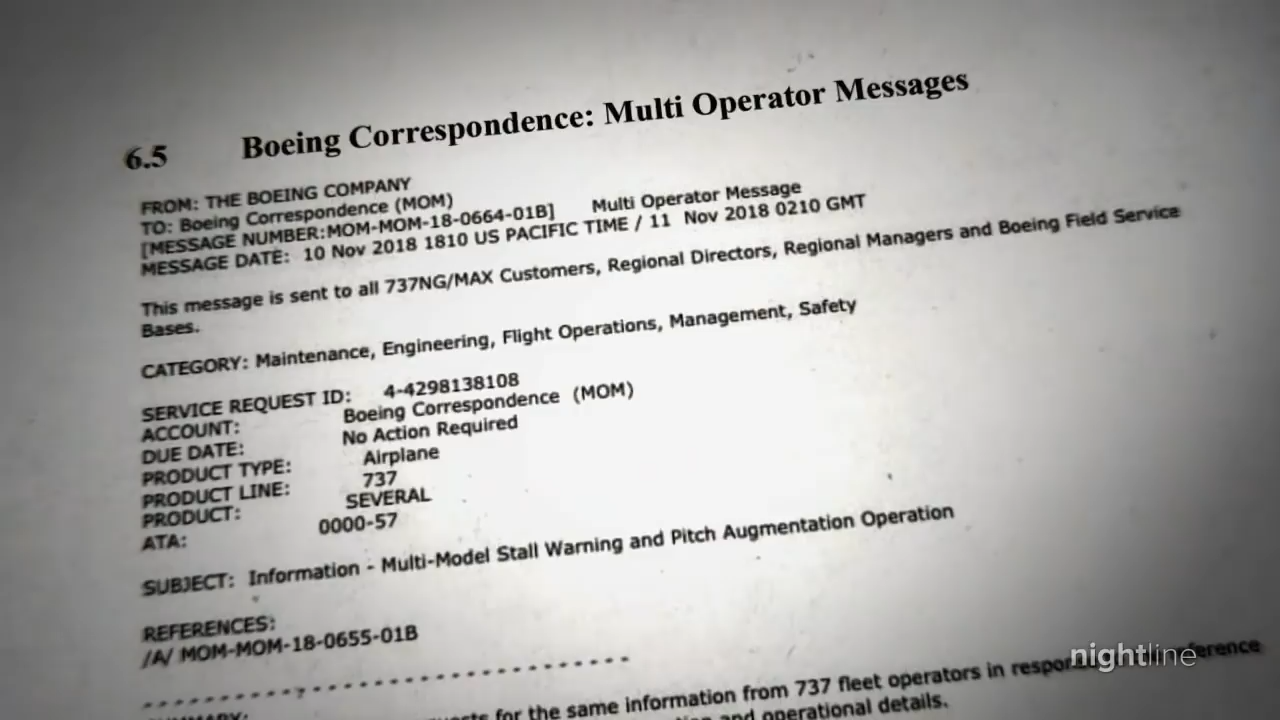 6.5 Boeing Correspondence: Multi Operator Messages
FROM: THE BOEING COMPANY
TO: Boeing Correspondence (MOM)
[MESSAGE NUMBER:MOM-MOM-18-0664-01B] Multi Operator Message
MESSAGE DATE: 10 Nov 2018 1810 US PACIFIC TIME / 11 Nov 2018 0210 GMT
This message is sent to all 737NG/MAX Customers, Regional Directors, Regional Managers and Boeing Field Service
Bases.
CATEGORY: Maintenance, Engineering, Flight Operations, Management, Safety
SERVICE REQUEST ID: 4-4298138108
ACCOUNT: Boeing Correspondence (MOM)
DUE DATE: No Action Required
PRODUCT TYPE: Airplane
PRODUCT LINE: 737
PRODUCT: SEVERAL
ATA: 0000-57
SUBJECT: Information - Multi-Model Stall Warning and Pitch Augmentation Operation
REFERENCES:
/A/ MOM-MOM-18-0655-01B
for the same information from 737 fleet operators in
and operational details.
nightline